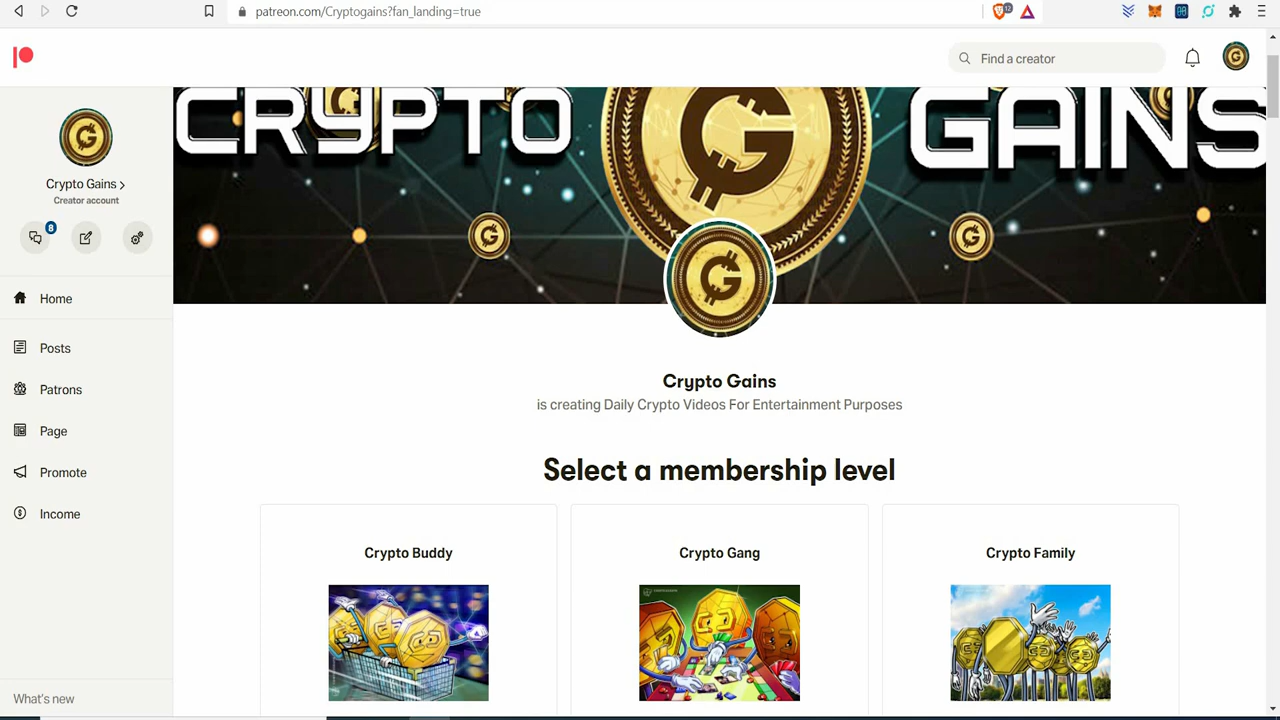 patreon.com/Cryptogains?fan_landing=true
12
Find a creator
CRYPTO GAINS
Crypto Gains
Creator account
8
Home
Posts
Patrons
Page
Promote
Income
What's new
Crypto Gains
is creating Daily Crypto Videos For Entertainment Purposes
Select a membership level
Crypto Buddy
Crypto Gang
Crypto Family